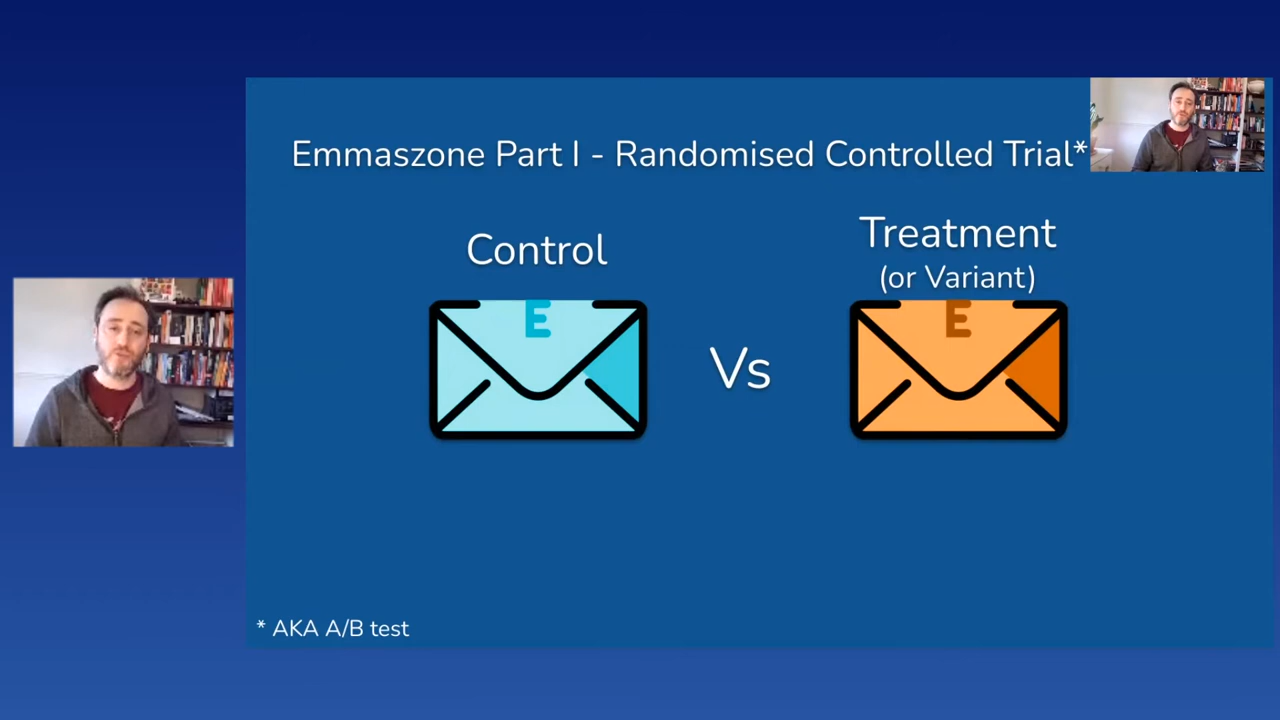 Emmaszone Part I - Randomised Controlled Trial*
Control
Treatment
(or Variant)
E
E
Vs
* AKA A/B test